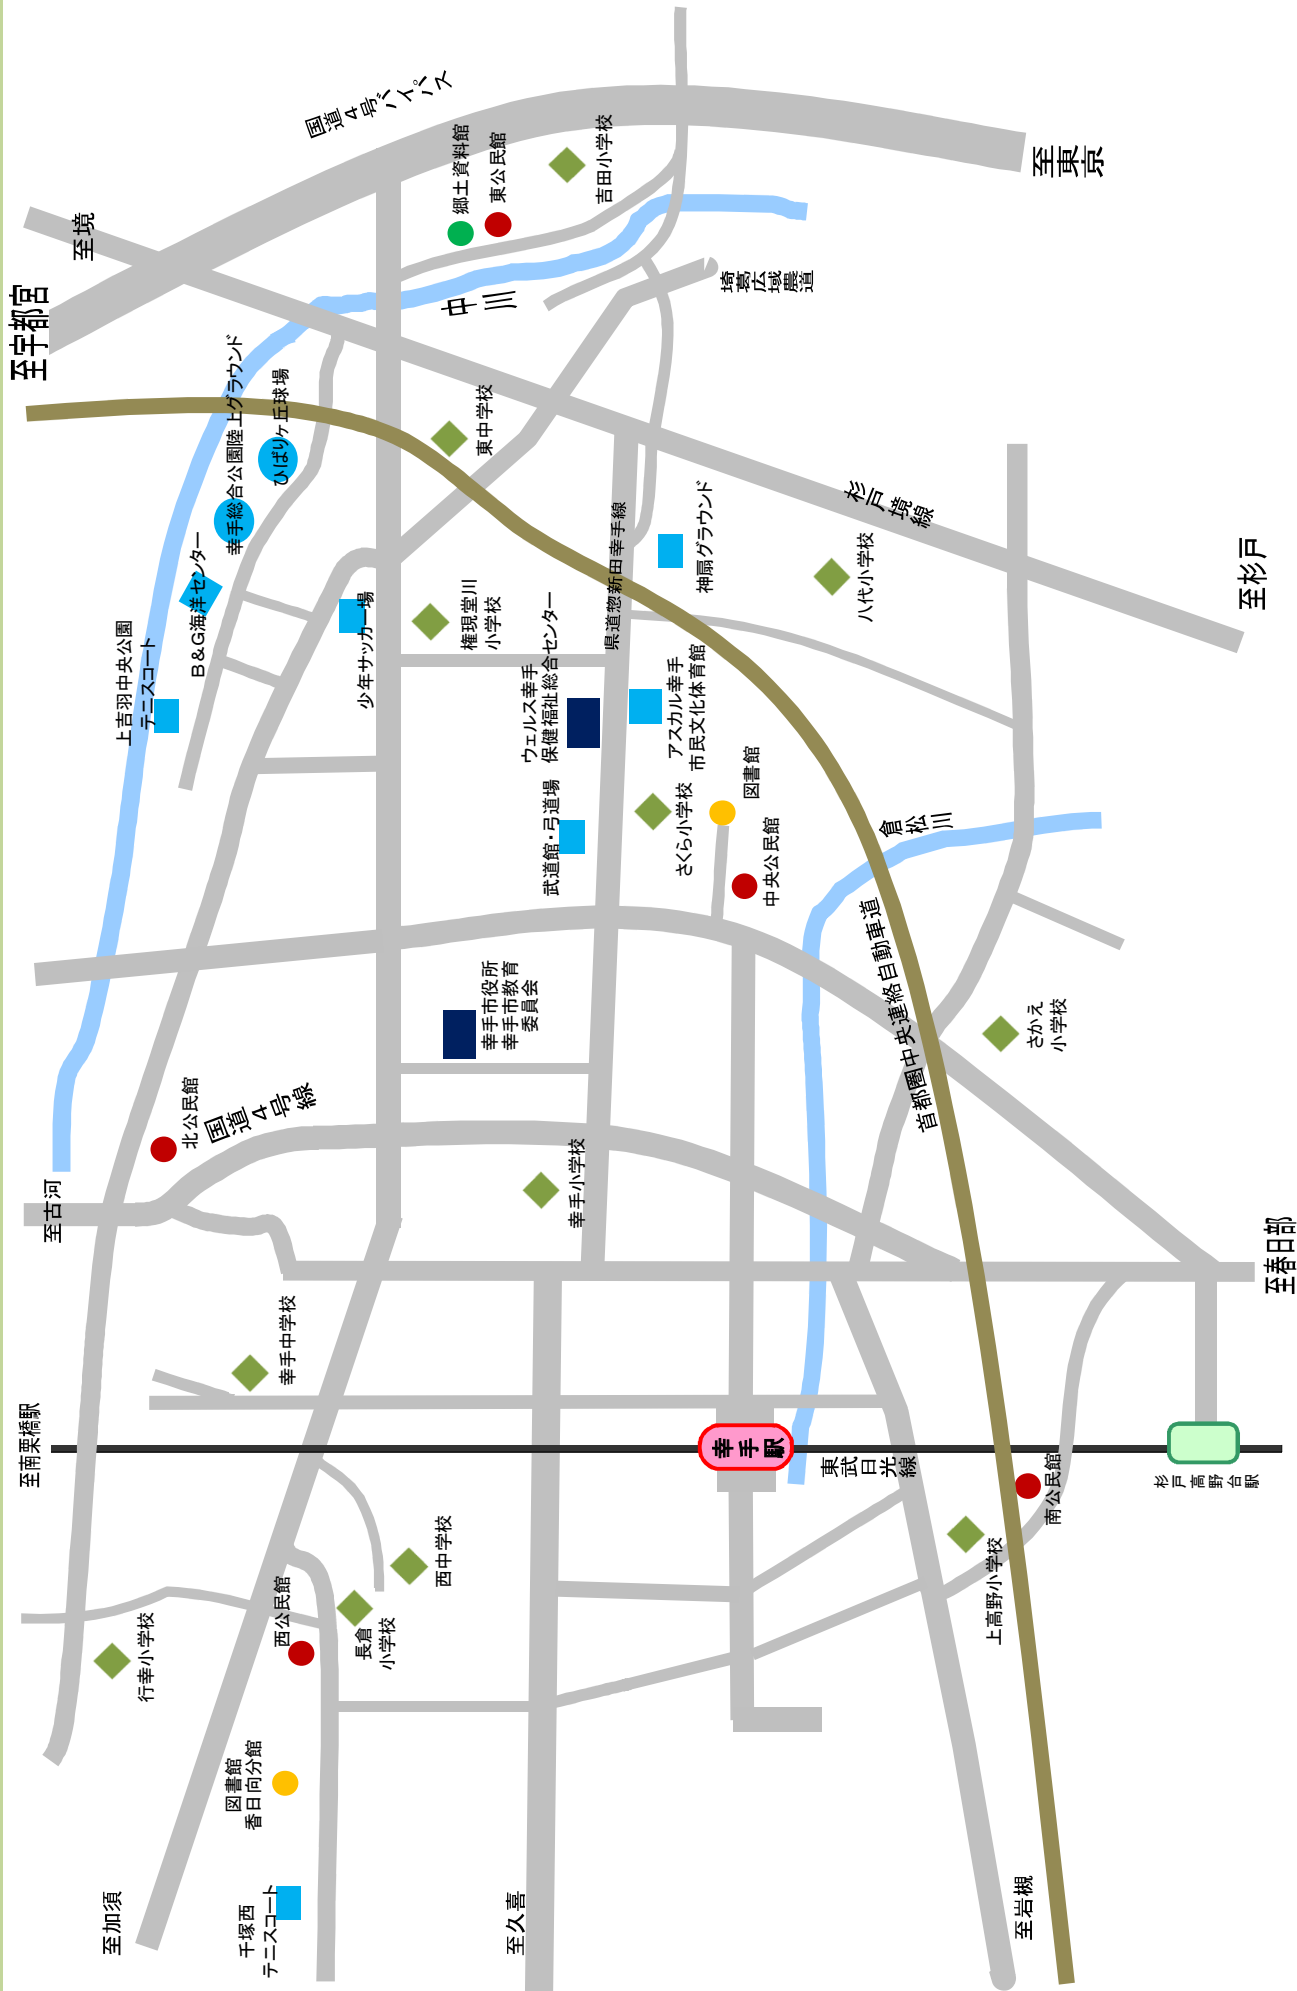 至宇都宮
至境
国道4号バイパス
郷土資料館
東公民館
吉田小学校
至東京
中川
埼葛広域農道
幸手総合公園陸上グラウンド
ひばりヶ丘球場
東中学校
杉戸境線
至杉戸
B&G海洋センター
上吉羽中央公園
テニスコート
少年サッカー場
権現堂川
小学校
県道惣新田幸手線
神扇グラウンド
八代小学校
ウェルス幸手
保健福祉総合センター
アスカル幸手
市民文化体育館
武道館・弓道場
さくら小学校
図書館
中央公民館
倉松川
首都圏中央連絡自動車道
幸手市役所
幸手市教育
委員会
さかえ
小学校
北公民館
国道4号線
至古河
幸手小学校
至春日部
幸手中学校
至南栗橋駅
幸手駅
東武日光線
南公民館
杉戸高野台駅
上高野小学校
西中学校
長倉
小学校
西公民館
行幸小学校
図書館
香日向分館
千塚西
テニスコート
至加須
至久喜
至岩槻